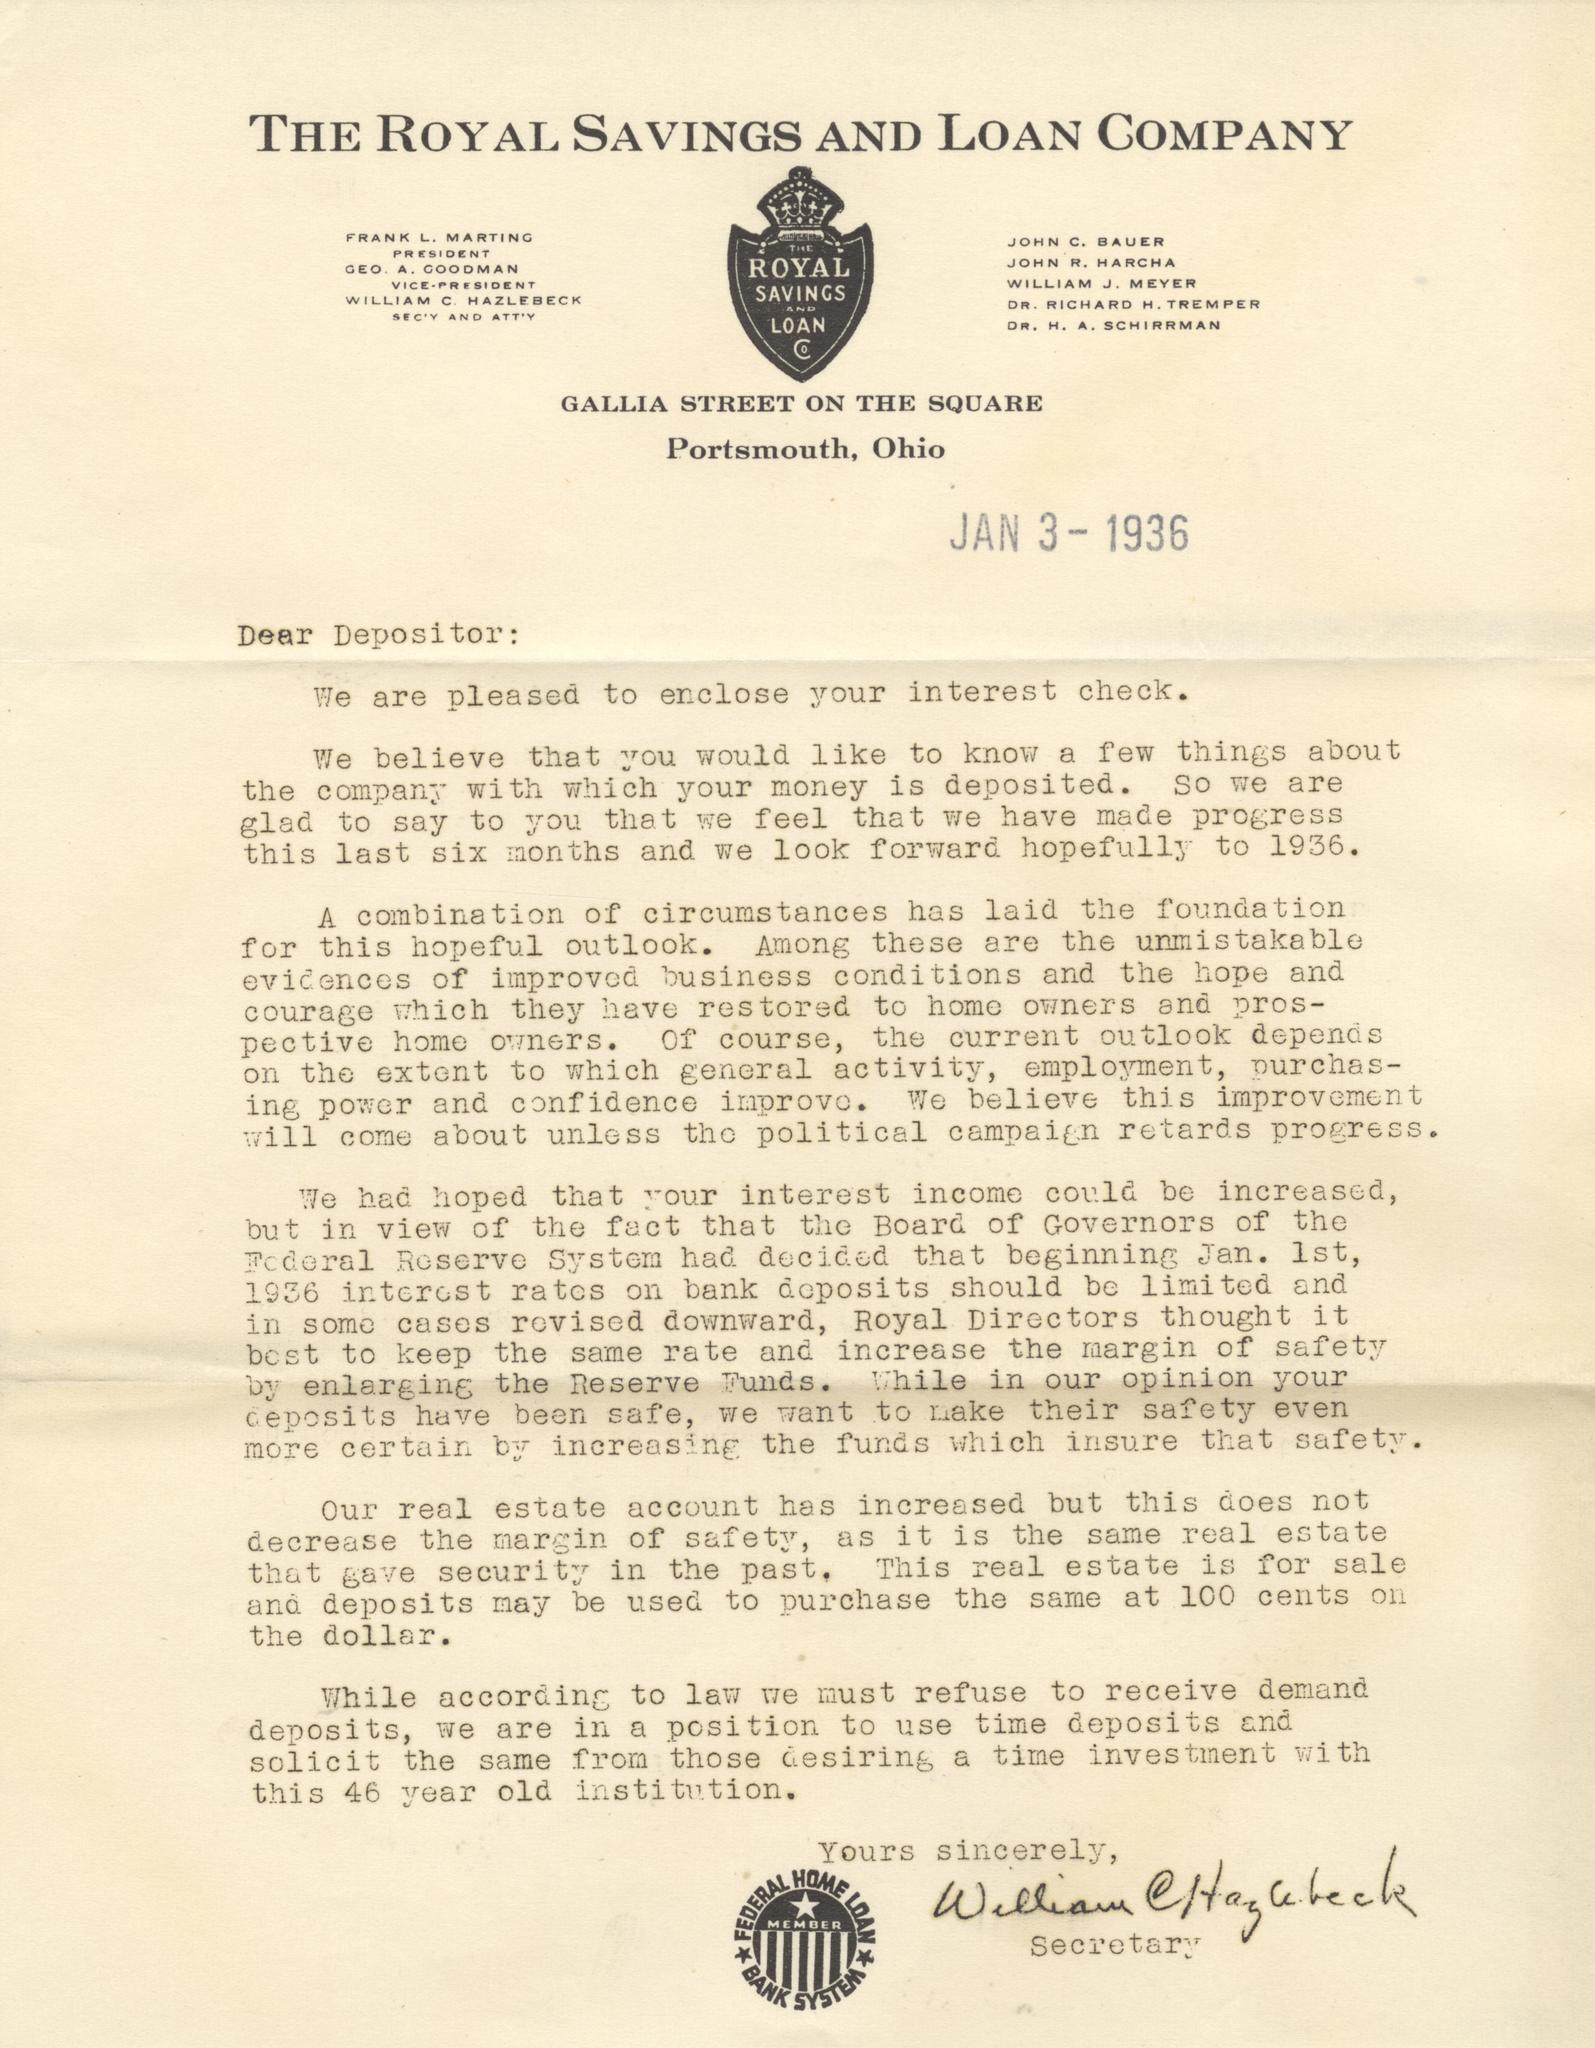 THE ROYAL SAVINGS AND LOAN COMPANY
FRANK L. MARTING
PRESIDENT
GEO. A. GOODMAN
VICE-PRESIDENT
WILLIAM C. HAZLEBECK
SEC'Y AND ATT'Y
THE
ROYAL
SAVINGS
AND
LOAN
CO
JOHN C. BAUER
JOHN R. HARCHA
WILLIAM J. MEYER
DR. RICHARD H. TREMPER
DR. H. A. SCHIRRMAN
GALLIA STREET ON THE SQUARE
Portsmouth, Ohio
JAN 3 - 1936
Dear Depositor:
We are pleased to enclose your interest check.
We believe that you would like to know a few things about
the company with which your money is deposited. So we are
glad to say to you that we feel that we have made progress
this last six months and we look forward hopefully to 1936.
A combination of circumstances has laid the foundation
for this hopeful outlook. Among these are the unmistakable
evidences of improved business conditions and the hope and
courage which they have restored to home owners and pros-
pective home owners. Of course, the current outlook depends
on the extent to which general activity, employment, purchas-
ing power and confidence improve. We believe this improvement
will come about unless the political campaign retards progress.
We had hoped that your interest income could be increased,
but in view of the fact that the Board of Governors of the
Federal Reserve System had decided that beginning Jan. 1st,
1936 interest rates on bank deposits should be limited and
in some cases revised downward, Royal Directors thought it
best to keep the same rate and increase the margin of safety
by enlarging the Reserve Funds. While in our opinion your
deposits have been safe, we want to make their safety even
more certain by increasing the funds which insure that safety.
Our real estate account has increased but this does not
decrease the margin of safety, as it is the same real estate
that gave security in the past. This real estate is for sale
and deposits may be used to purchase the same at 100 cents on
the dollar.
While according to law we must refuse to receive demand
deposits, we are in a position to use time deposits and
solicit the same from those desiring a time investment with
this 46 year old institution.
Yours sincerely,
William C Hazlebeck
Secretary
FEDERAL HOME LOAN
MEMBER
BANK SYSTEM